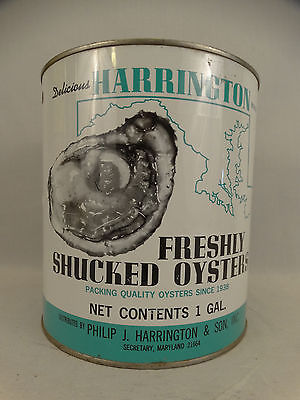 Delicious HARRINGTON
FRESHLY
SHUCKED OYSTERS
PACKING QUALITY OYSTERS SINCE 1938
NET CONTENTS 1 GAL.
DISTRIBUTED BY PHILIP J. HARRINGTON & SON, INC.
SECRETARY, MARYLAND 21664